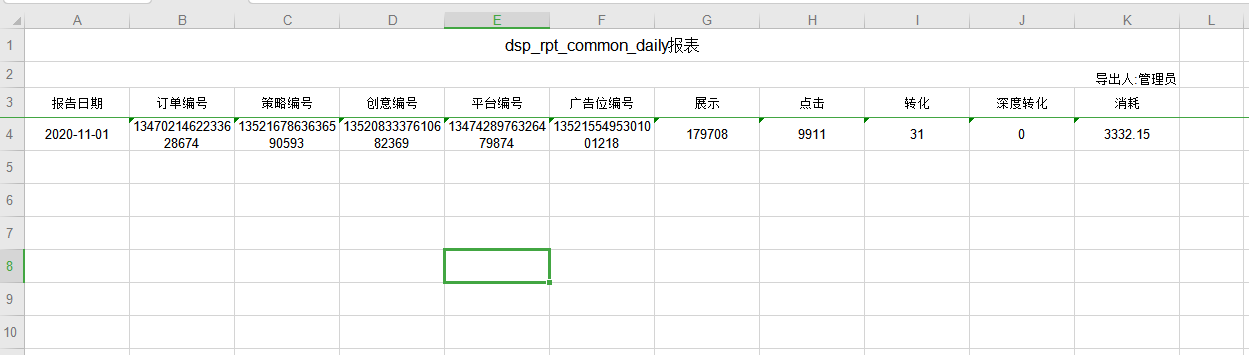 A B C D E F G H I J K L
1 dsp_rpt_common_daily报表
2 导出人:管理员
3 报告日期 订单编号 策略编号 创意编号 平台编号 广告位编号 展示 点击 转化 深度转化 消耗
4 2020-11-01 1347021462233628674 1352167863636590593 1352083337610682369 1347428976326479874 1352155495301001218 179708 9911 31 0 3332.15
5
6
7
8
9
10